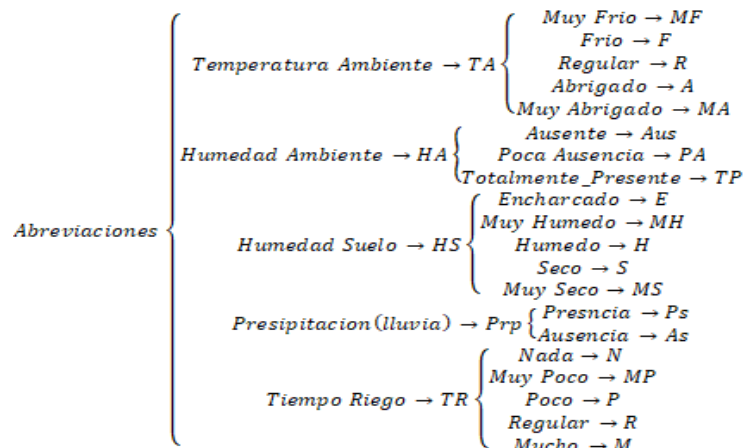 Abreviaciones
Temperatura Ambiente → TA
Muy Frio → MF
Frio → F
Regular → R
Abrigado → A
Muy Abrigado → MA
Humedad Ambiente → HA
Ausente → Aus
Poca Ausencia → PA
Totalmente_Presente → TP
Humedad Suelo → HS
Encharcado → E
Muy Humedo → MH
Humedo → H
Seco → S
Muy Seco → MS
Presipitacion(lluvia) → Prp
Presncia → Ps
Ausencia → As
Tiempo Riego → TR
Nada → N
Muy Poco → MP
Poco → P
Regular → R
Mucho → M